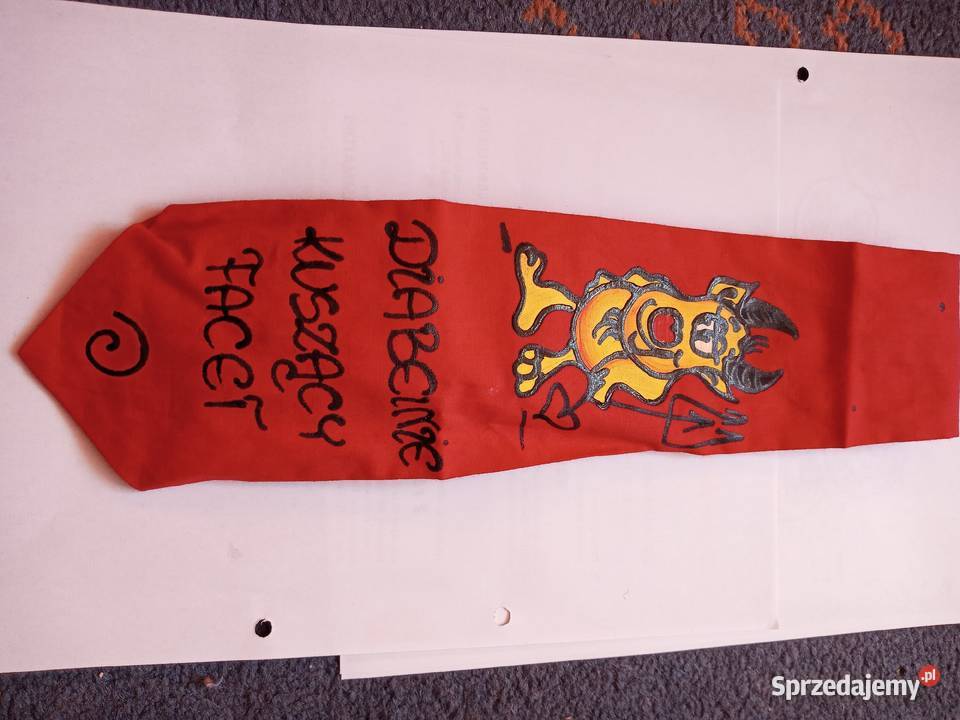 DIABELNIE
KUSZĄCY
FACET
Sprzedajemy.pl